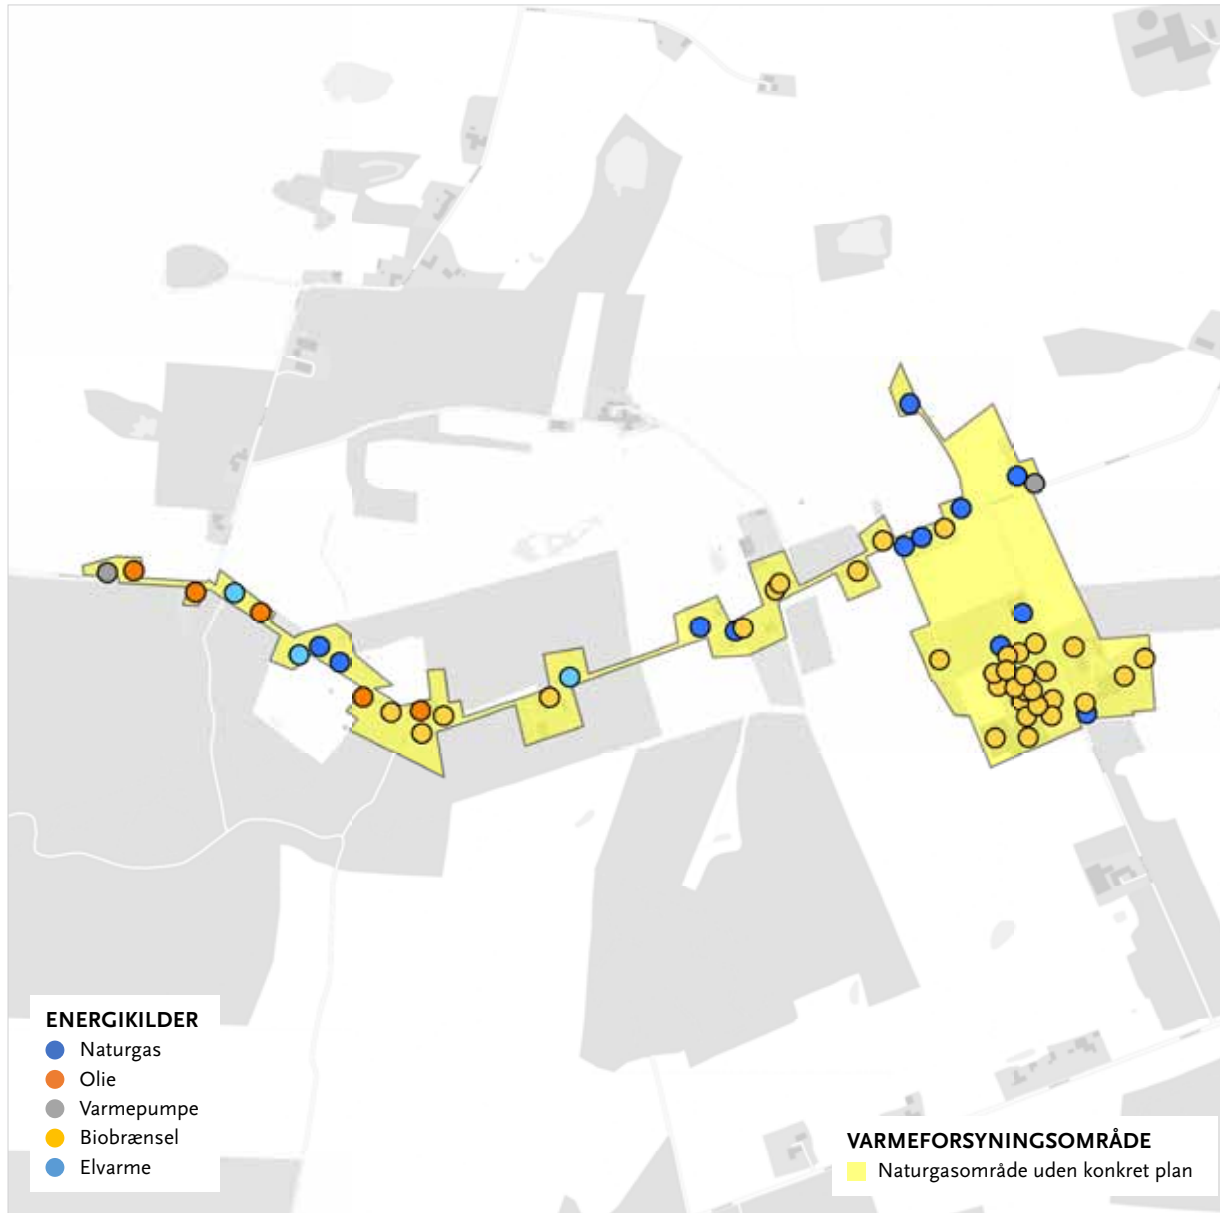 ENERGIKILDER
Naturgas
Olie
Varmepumpe
Biobrænsel
Elvarme
VARMEFORSYNINGSOMRÅDE
Naturgasområde uden konkret plan